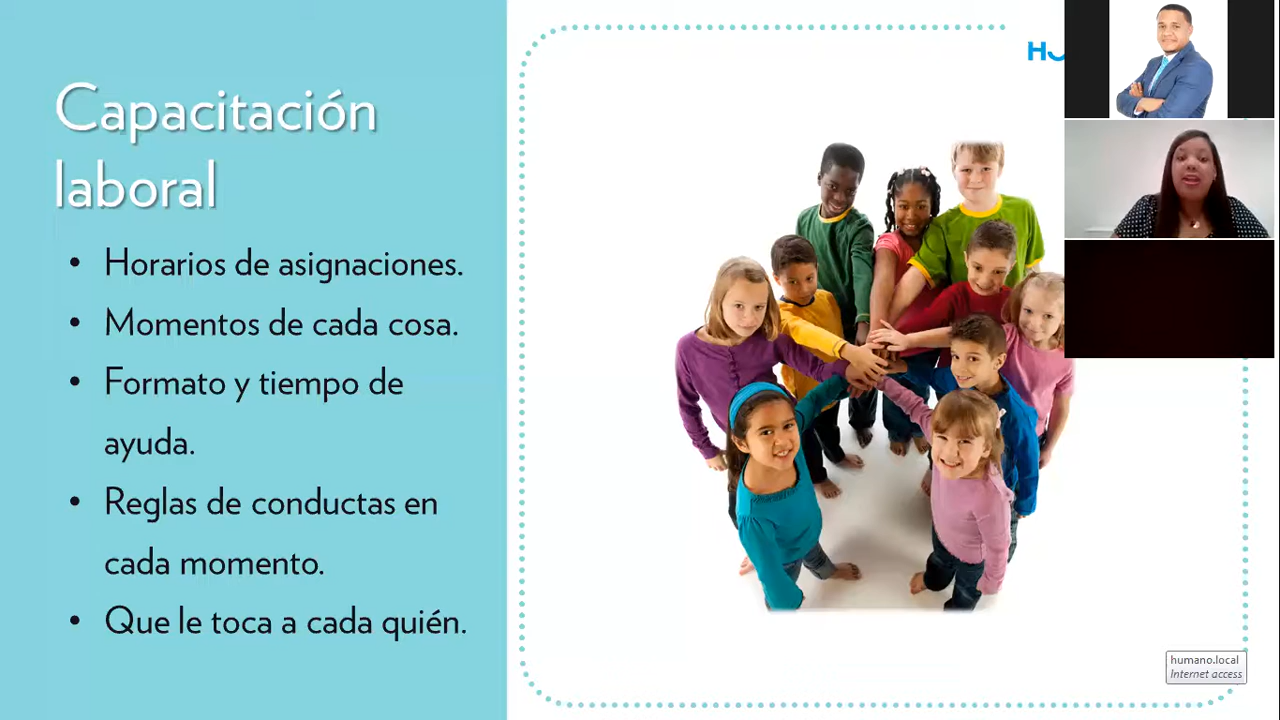 Capacitación
laboral
• Horarios de asignaciones.
• Momentos de cada cosa.
• Formato y tiempo de
ayuda.
• Reglas de conductas en
cada momento.
• Que le toca a cada quién.
humano.local
Internet access